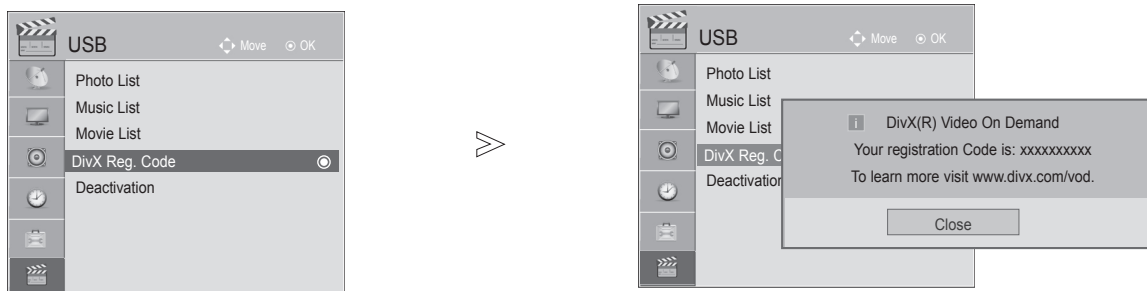 USB
Move
OK
Photo List
Music List
Movie List
DivX Reg. Code
Deactivation
USB
Move
OK
Photo List
Music List
Movie List
DivX Reg. C
Deactivation
i
DivX(R) Video On Demand
Your registration Code is: xxxxxxxxxx
To learn more visit www.divx.com/vod.
Close